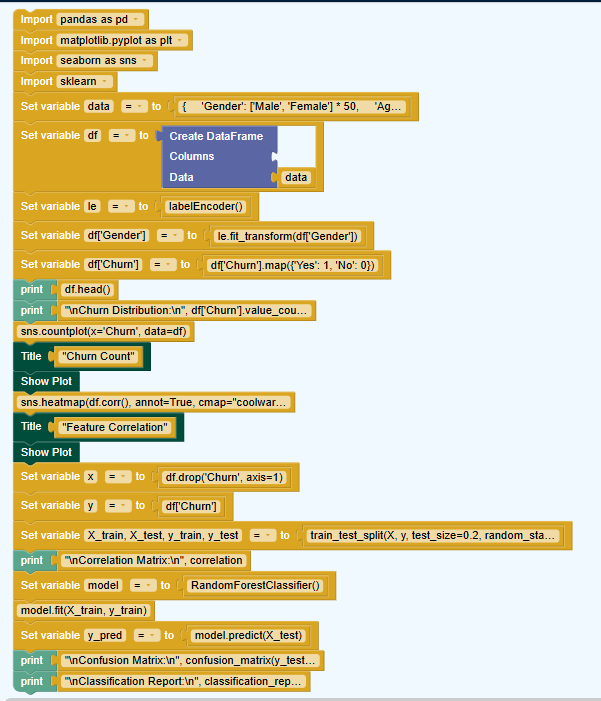 Import pandas as pd
Import matplotlib.pyplot as plt
Import seaborn as sns
Import sklearn
Set variable data = to { 'Gender': ['Male', 'Female'] * 50, 'Ag...
Set variable df = to Create DataFrame
Columns
Data data
Set variable le = to labelEncoder()
Set variable df['Gender'] = to le.fit_transform(df['Gender'])
Set variable df['Churn'] = to df['Churn'].map({'Yes': 1, 'No': 0})
print df.head()
print "\nChurn Distribution:\n", df['Churn'].value_cou...
sns.countplot(x='Churn', data=df)
Title "Churn Count"
Show Plot
sns.heatmap(df.corr(), annot=True, cmap="coolwar...
Title "Feature Correlation"
Show Plot
Set variable x = to df.drop('Churn', axis=1)
Set variable y = to df['Churn']
Set variable X_train, X_test, y_train, y_test = to train_test_split(X, y, test_size=0.2, random_sta...
print "\nCorrelation Matrix:\n", correlation
Set variable model = to RandomForestClassifier()
model.fit(X_train, y_train)
Set variable y_pred = to model.predict(X_test)
print "\nConfusion Matrix:\n", confusion_matrix(y_test...
print "\nClassification Report:\n", classification_rep...